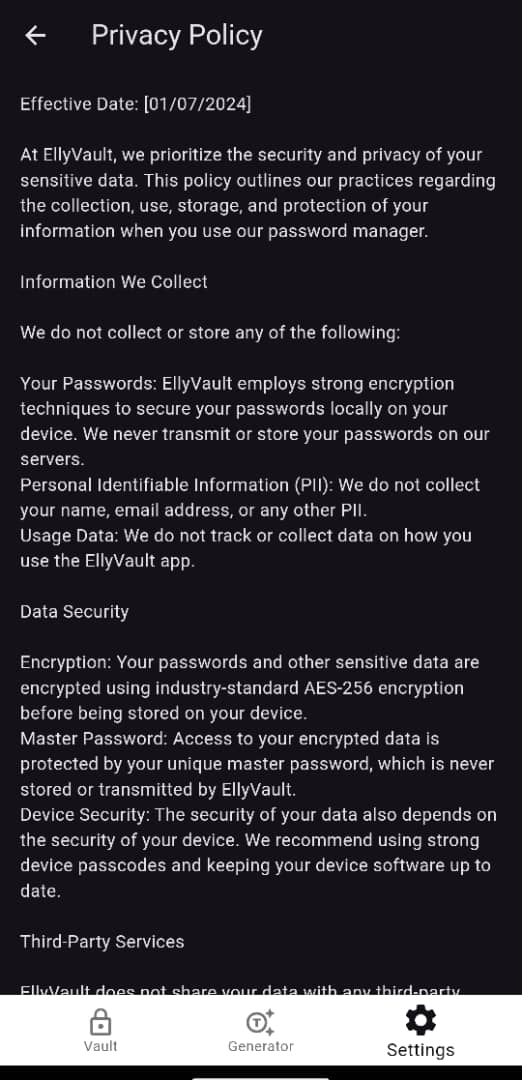 Privacy Policy
Effective Date: [01/07/2024]
At EllyVault, we prioritize the security and privacy of your
sensitive data. This policy outlines our practices regarding
the collection, use, storage, and protection of your
information when you use our password manager.
Information We Collect
We do not collect or store any of the following:
Your Passwords: EllyVault employs strong encryption
techniques to secure your passwords locally on your
device. We never transmit or store your passwords on our
servers.
Personal Identifiable Information (PII): We do not collect
your name, email address, or any other PII.
Usage Data: We do not track or collect data on how you
use the EllyVault app.
Data Security
Encryption: Your passwords and other sensitive data are
encrypted using industry-standard AES-256 encryption
before being stored on your device.
Master Password: Access to your encrypted data is
protected by your unique master password, which is never
stored or transmitted by EllyVault.
Device Security: The security of your data also depends on
the security of your device. We recommend using strong
device passcodes and keeping your device software up to
date.
Third-Party Services
EllyVault does not share your data with any third-party
Vault
Generator
Settings